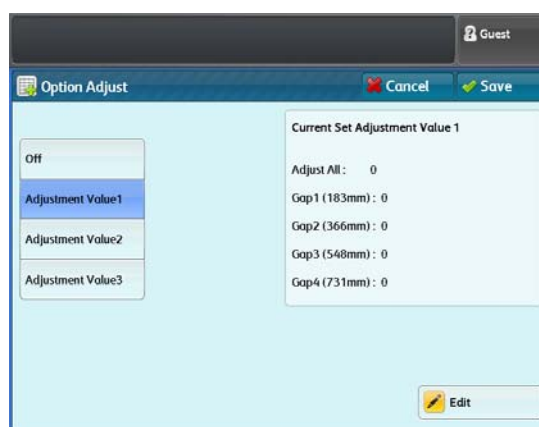 Guest
Option Adjust
Cancel
Save
Off
Adjustment Value1
Adjustment Value2
Adjustment Value3
Current Set Adjustment Value 1
Adjust All : 0
Gap1 (183mm) : 0
Gap2 (366mm) : 0
Gap3 (548mm) : 0
Gap4 (731mm) : 0
Edit